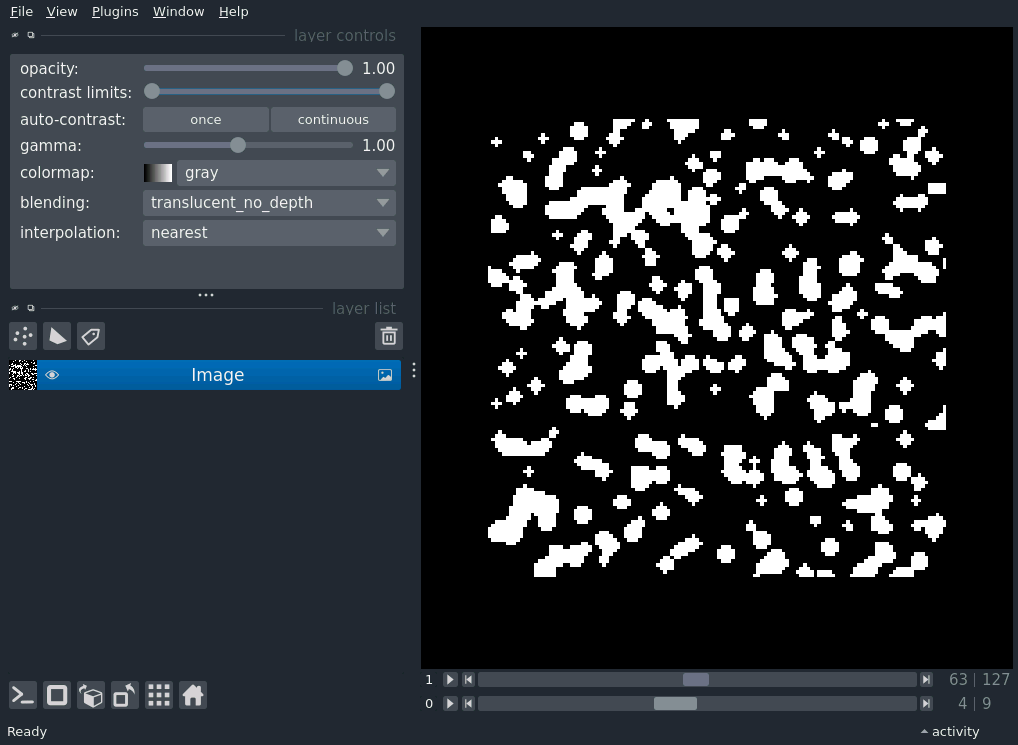 File View Plugins Window Help
layer controls
opacity: 1.00
contrast limits:
auto-contrast: once continuous
gamma: 1.00
colormap: gray
blending: translucent_no_depth
interpolation: nearest
layer list
Image
1 63 | 127
0 4 | 9
Ready activity